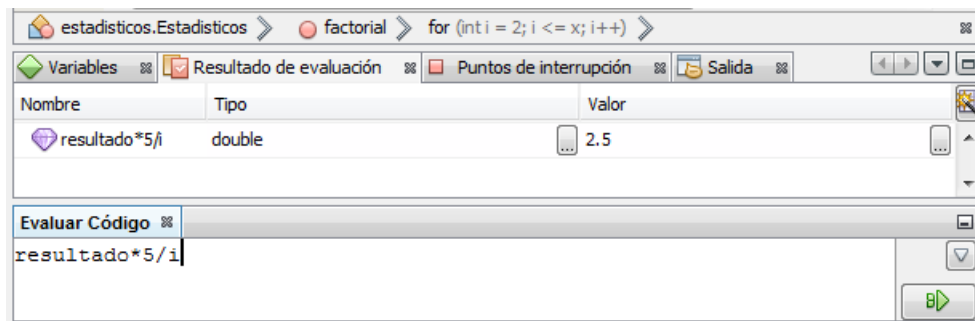 estadisticos.Estadisticos factorial for (int i = 2; i <= x; i++)
Variables Resultado de evaluación Puntos de interrupción Salida
Nombre Tipo Valor
resultado*5/i double ... 2.5 ...
Evaluar Código
resultado*5/i